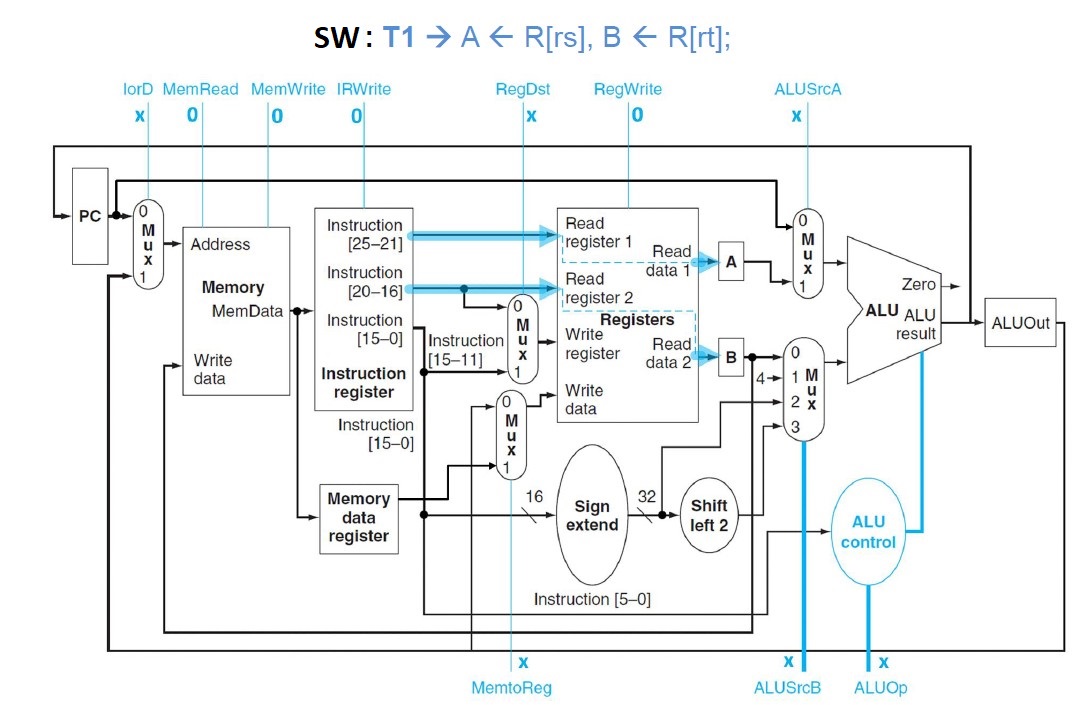 SW: T1 → A ← R[rs], B ← R[rt];
IorD MemRead MemWrite IRWrite RegDst RegWrite ALUSrcA
x 0 0 0 x 0 x
PC
0
M
u
x
1
Address
Memory
MemData
Write
data
Instruction
[25–21]
Instruction
[20–16]
Instruction
[15–0]
Instruction
register
Instruction
[15–0]
Instruction
[15–11]
0
M
u
x
1
0
M
u
x
1
Memory
data
register
Read
register 1
Read
register 2
Registers
Write
register
Write
data
Read
data 1
Read
data 2
A
B
4
0
M
u
x
1
0
1
2
3
M
u
x
Zero
ALU
ALU
result
ALUOut
16
Sign
extend
32
Shift
left 2
ALU
control
Instruction [5–0]
x x x
MemtoReg ALUSrcB ALUOp